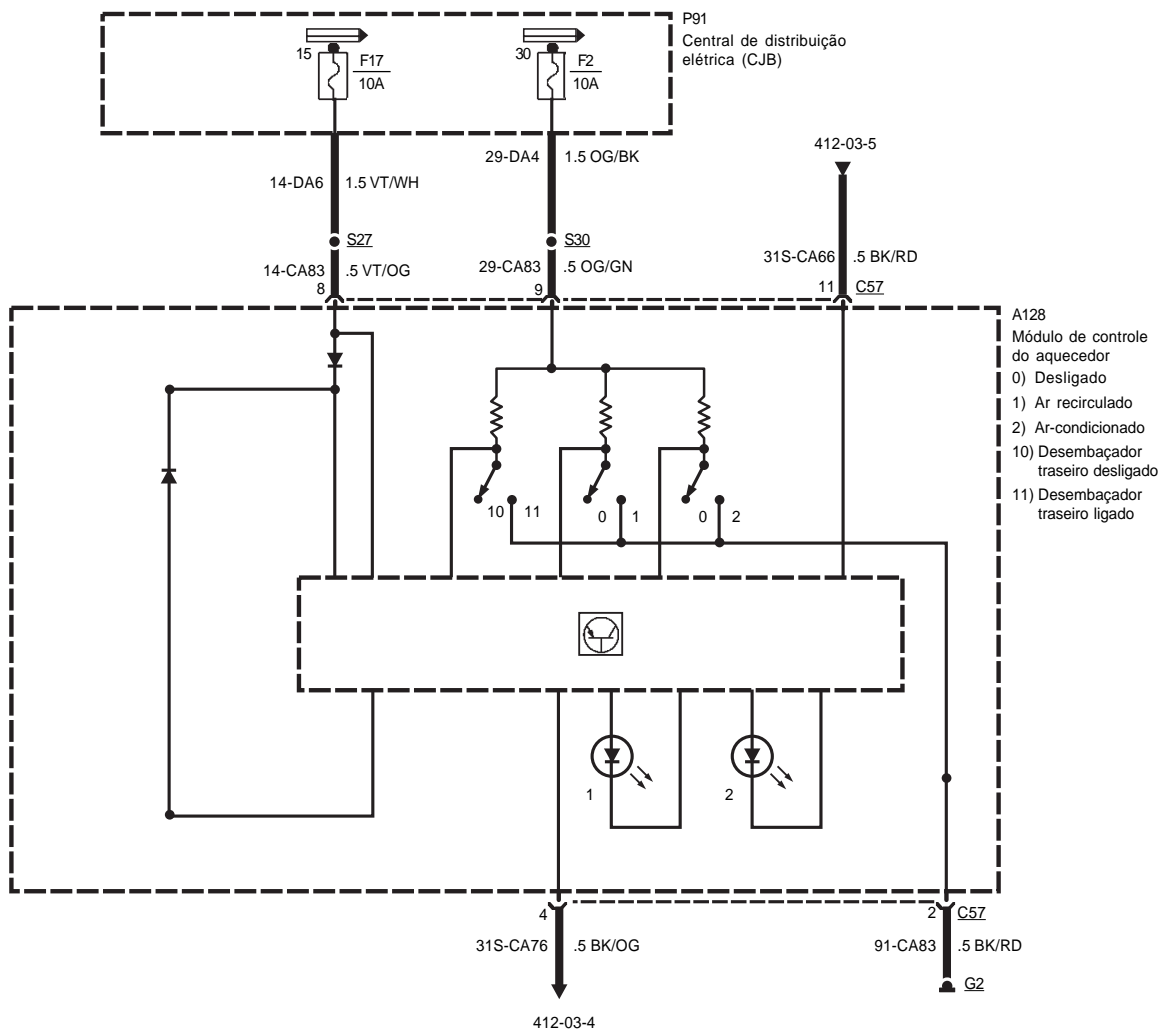 P91
Central de distribuição
elétrica (CJB)
15
F17
10A
30
F2
10A
412-03-5
29-DA4
1.5 OG/BK
14-DA6
1.5 VT/WH
S27
S30
14-CA83
.5 VT/OG
29-CA83
.5 OG/GN
31S-CA66
.5 BK/RD
8
9
11
C57
A128
Módulo de controle
do aquecedor
0) Desligado
1) Ar recirculado
2) Ar-condicionado
10) Desembaçador
traseiro desligado
11) Desembaçador
traseiro ligado
10
11
0
1
0
2
1
2
4
2
C57
31S-CA76
.5 BK/OG
91-CA83
.5 BK/RD
G2
412-03-4